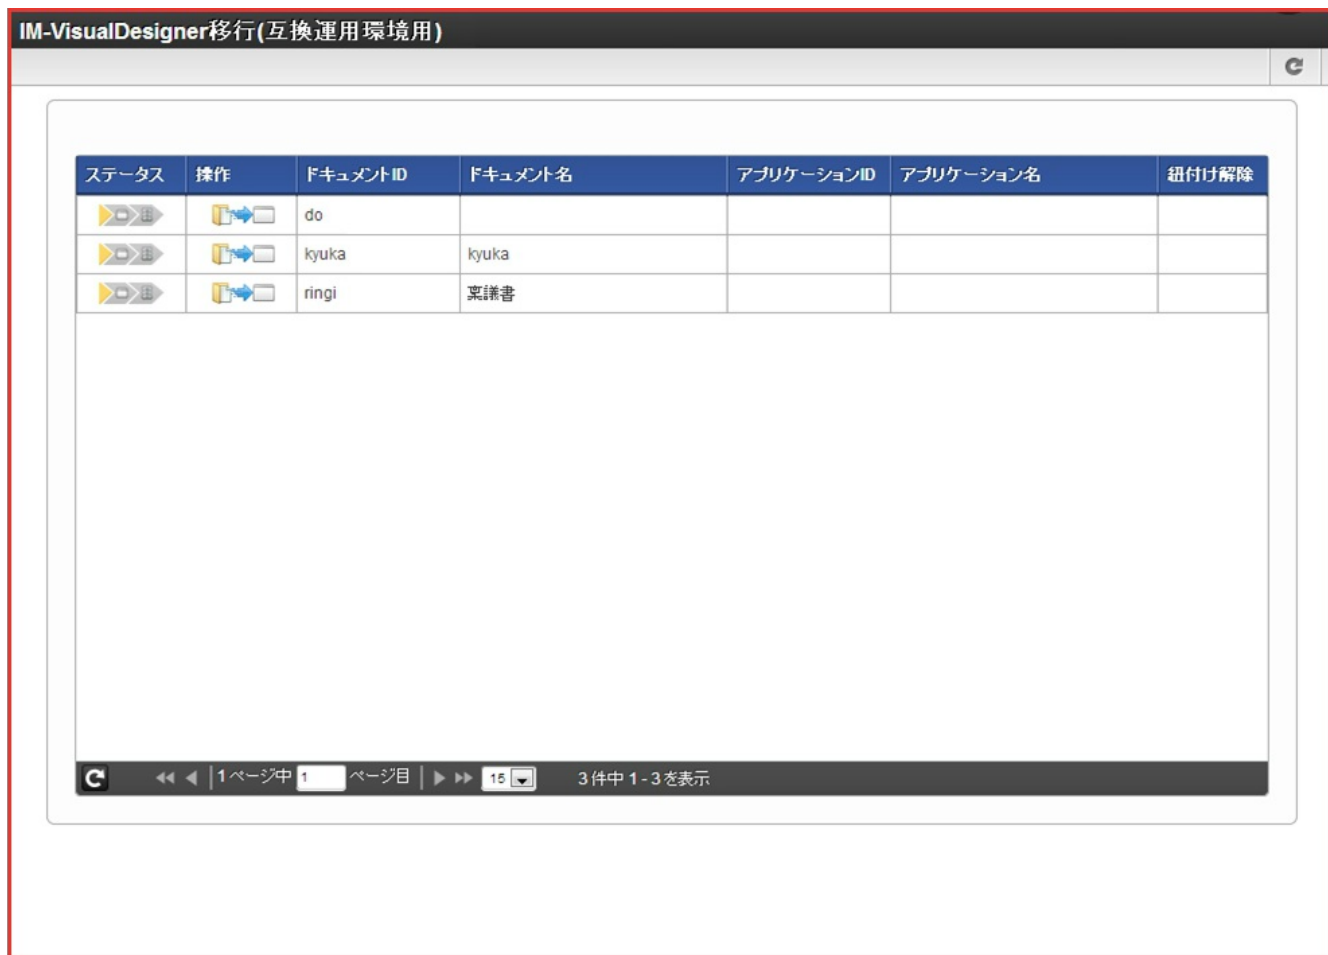 IM-VisualDesigner移行(互換運用環境用)
ステータス 操作 ドキュメントID ドキュメント名 アプリケーションID アプリケーション名 紐付け解除
do
kyuka kyuka
ringi 稟議書
1 ページ中 1 ページ目 15 3 件中 1 - 3 を表示